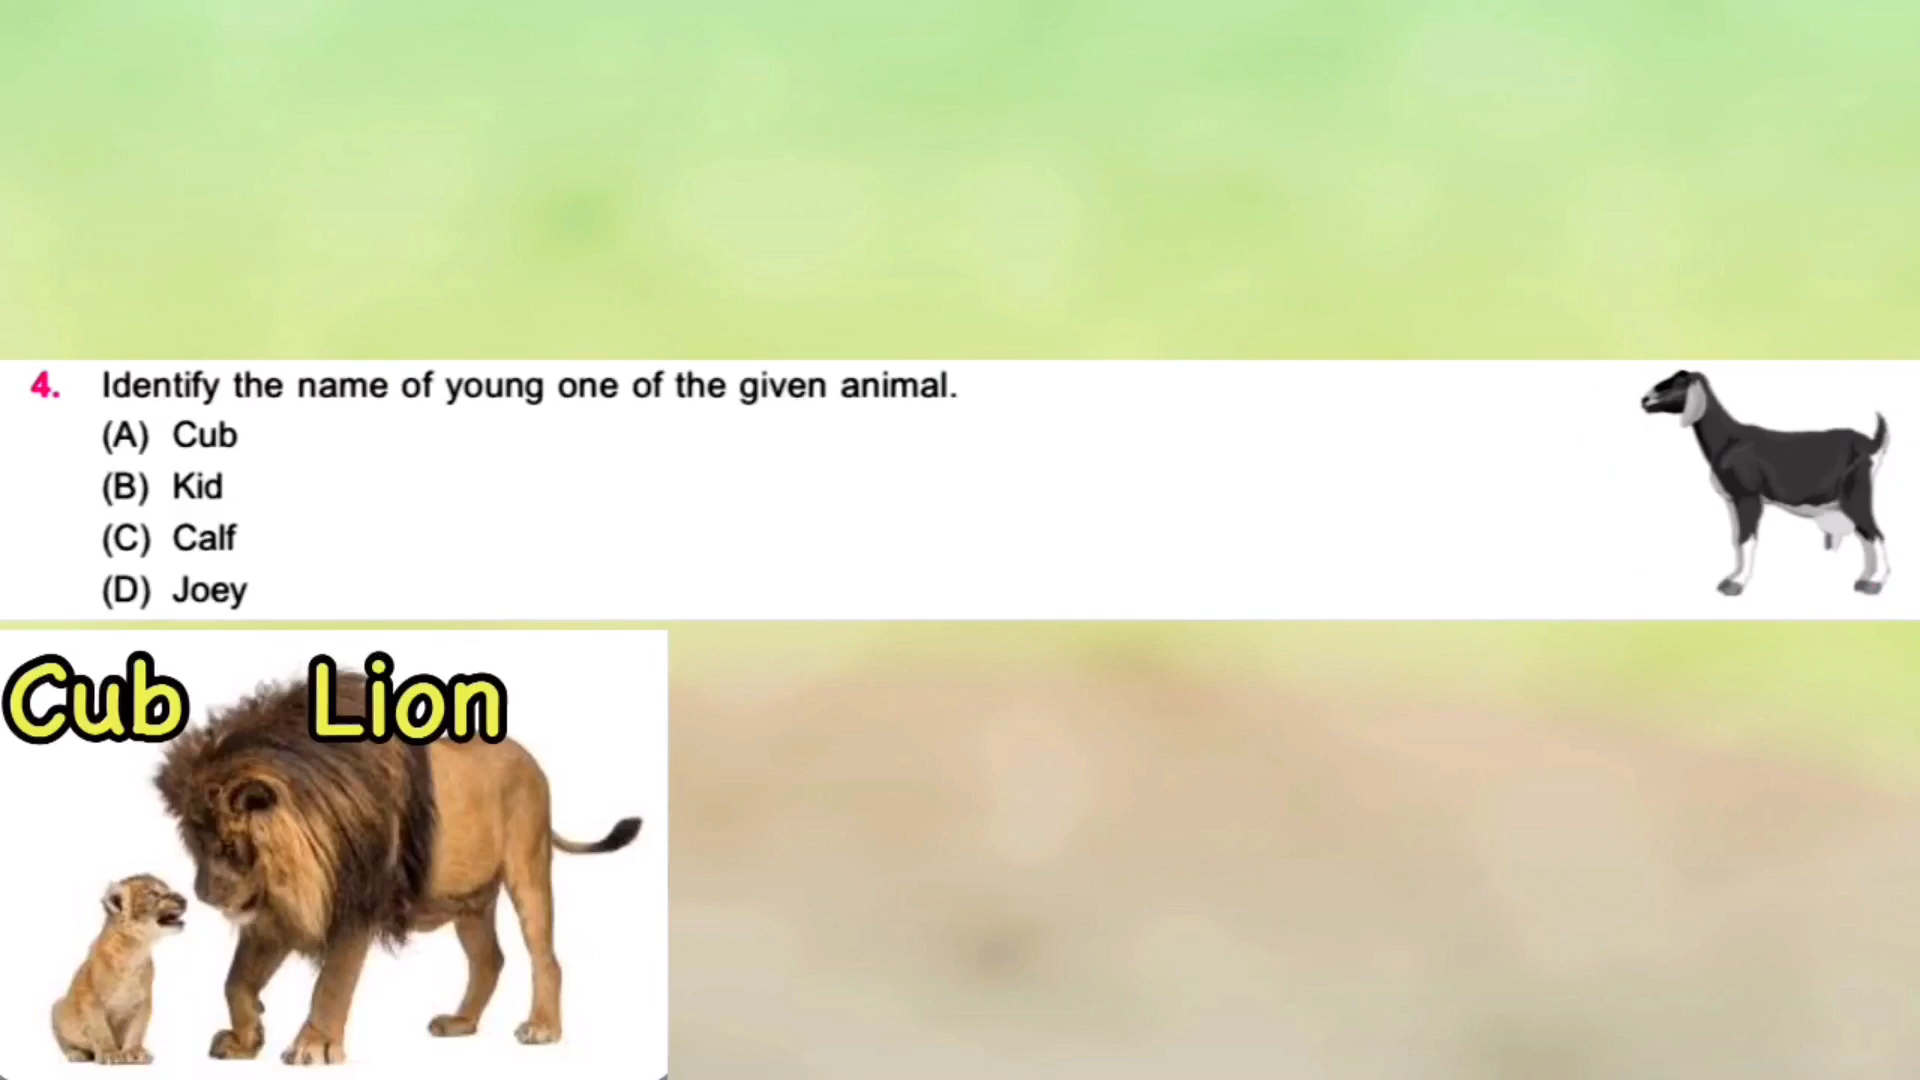 4. Identify the name of young one of the given animal.
(A) Cub
(B) Kid
(C) Calf
(D) Joey
Cub Lion